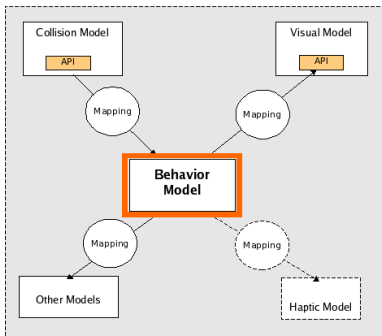 Collision Model
API
Visual Model
API
Mapping
Mapping
Behavior
Model
Mapping
Mapping
Other Models
Haptic Model